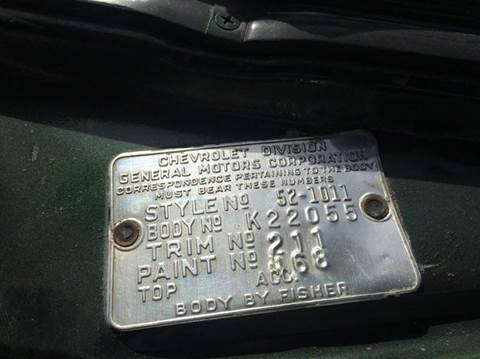 CHEVROLET DIVISION
GENERAL MOTORS CORPORATION
CORRESPONDENCE PERTAINING TO THE BODY
MUST BEAR THESE NUMBERS
STYLE No 52-1011
BODY No K 22055
TRIM No 211
PAINT No 568
TOP ACC.
BODY BY FISHER